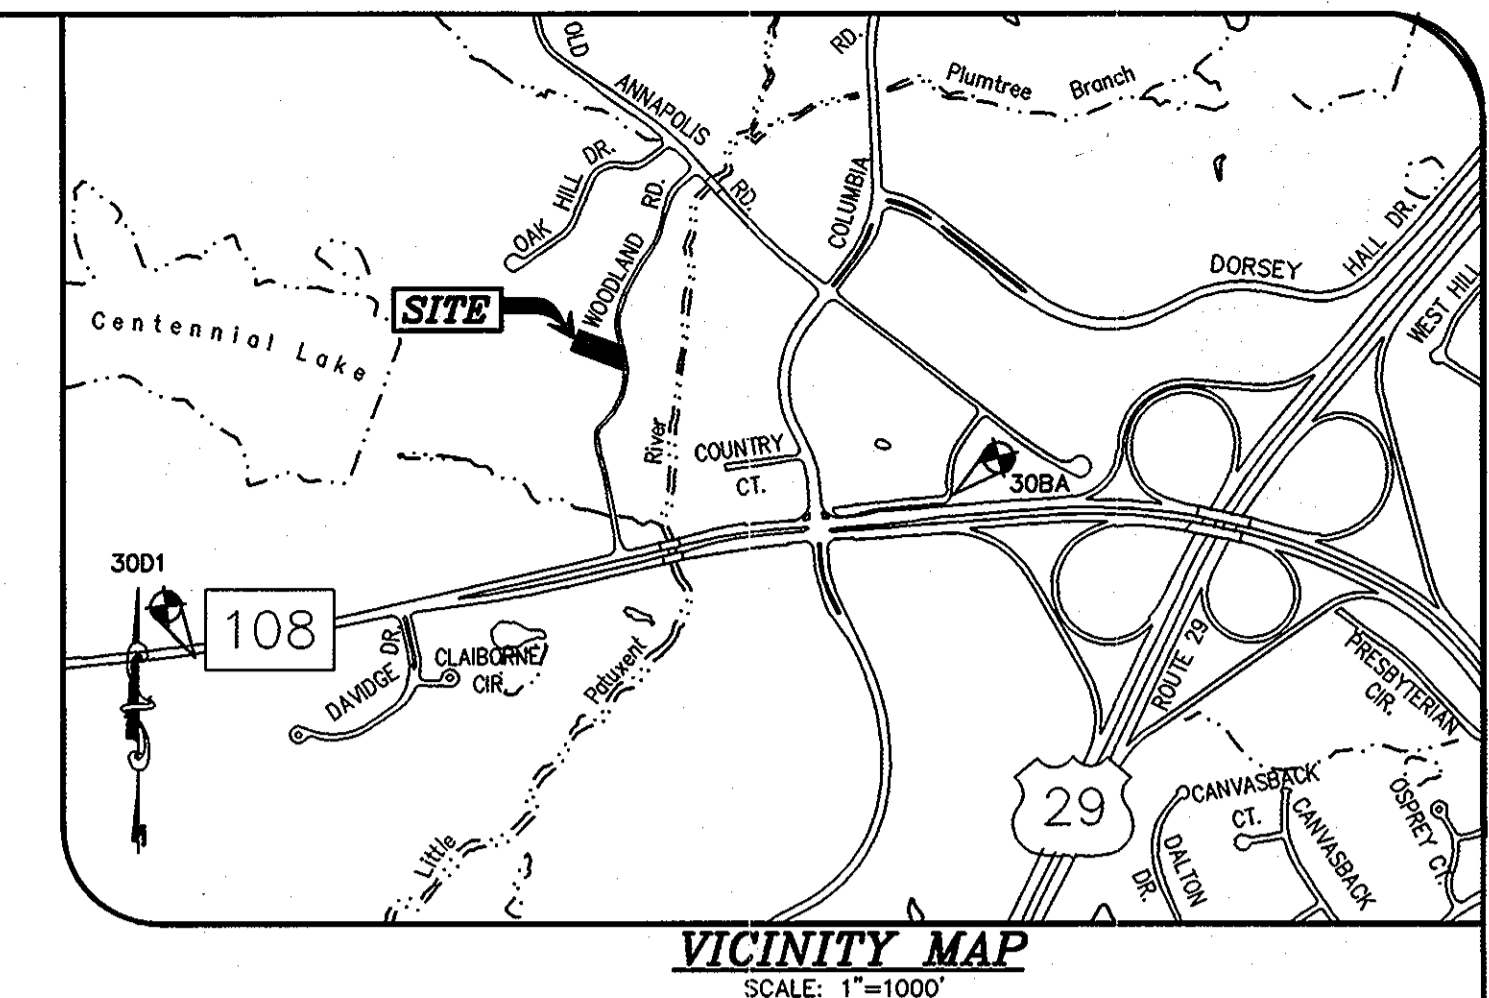 OLD
ANNAPOLIS
RD.
RD.
COLUMBIA
Plumtree Branch
OAK HILL DR.
WOODLAND RD.
DORSEY
HALL DR.
WEST HILL
SITE
Centennial Lake
River
COUNTRY
CT.
30BA
30D1
108
DAVIDGE DR.
CLAIBORNE
CIR.
Patuxent
Little
ROUTE 29
PRESBYTERIAN
CIR.
29
CANVASBACK
CT.
CANVASBACK
OSPREY CT.
DALTON
DR.
VICINITY MAP
SCALE: 1"=1000'